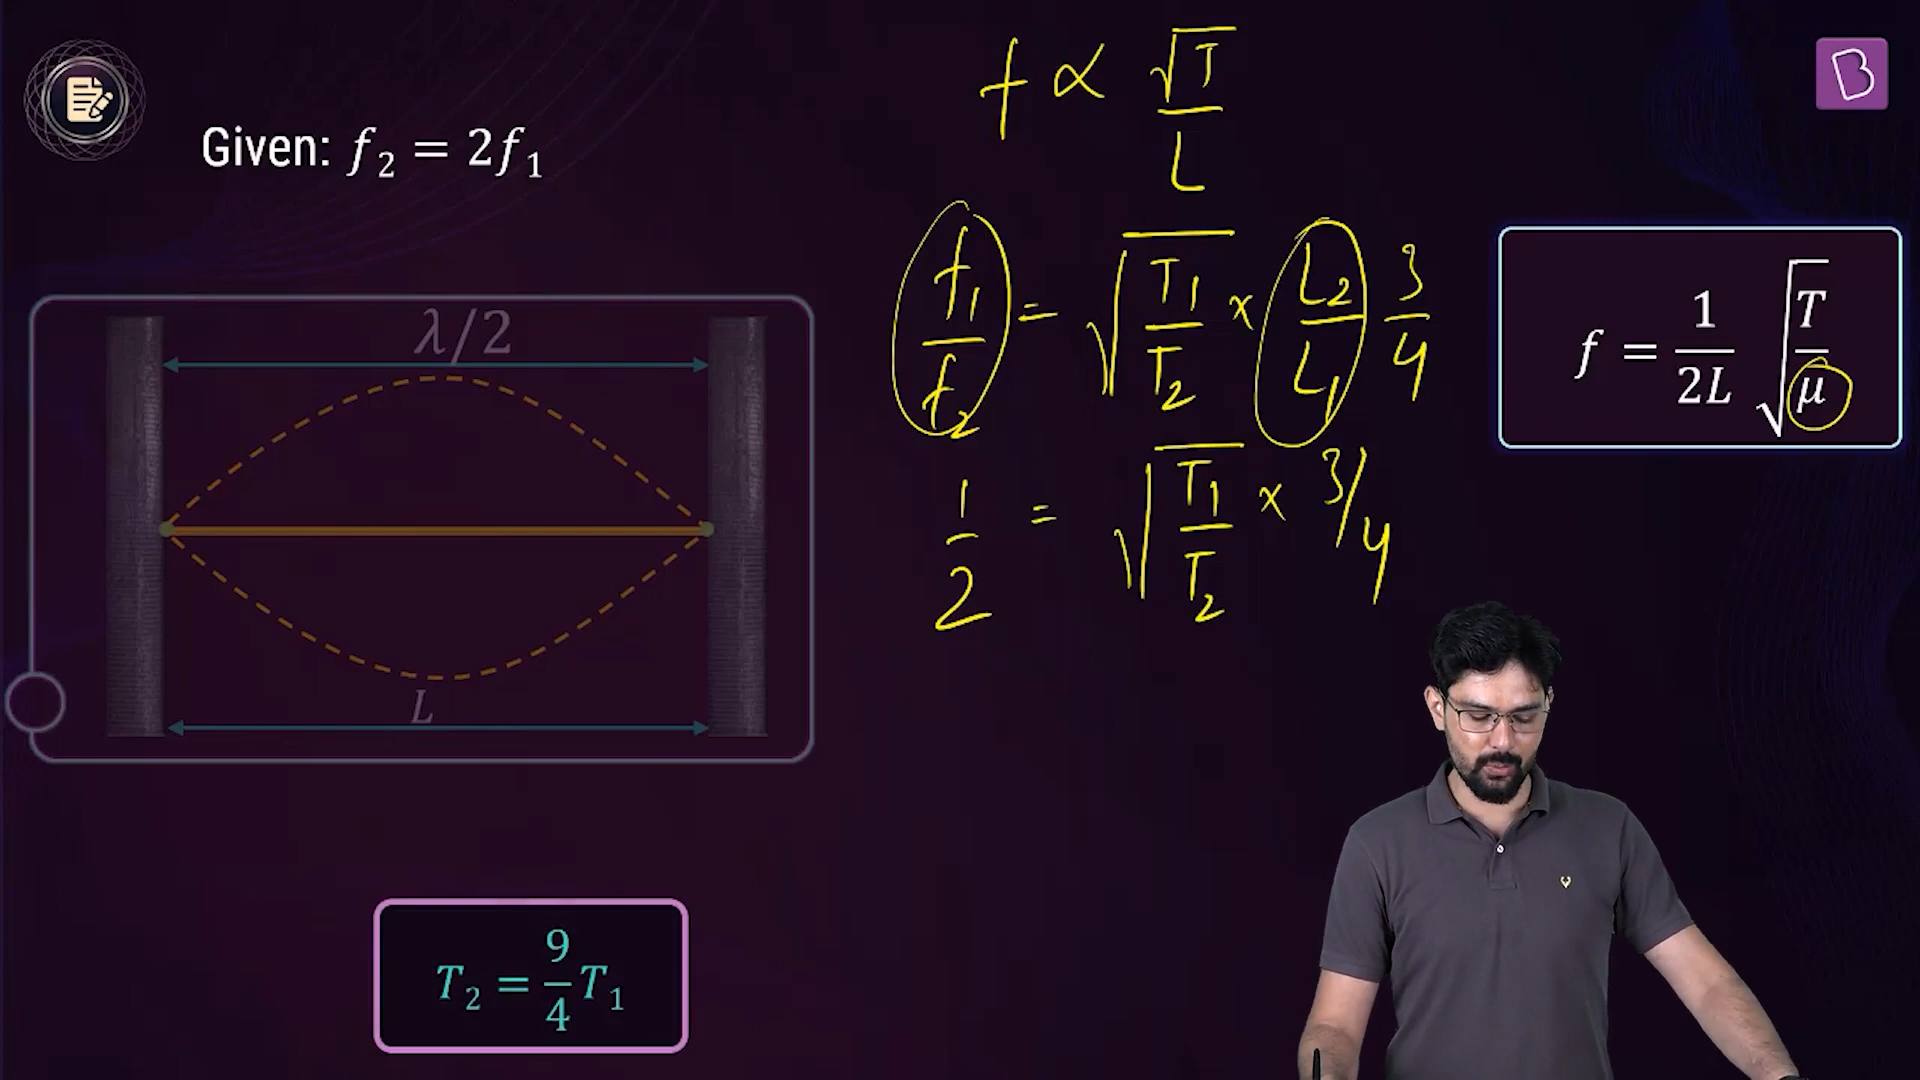 Given: f₂ = 2f₁
f ∝ √T / L
f₁/f₂ = √(T₁/T₂) × L₂/L₁ 3/4
1/2 = √(T₁/T₂) × 3/4
f = 1/2L √(T/μ)
λ/2
L
T₂ = 9/4 T₁
B